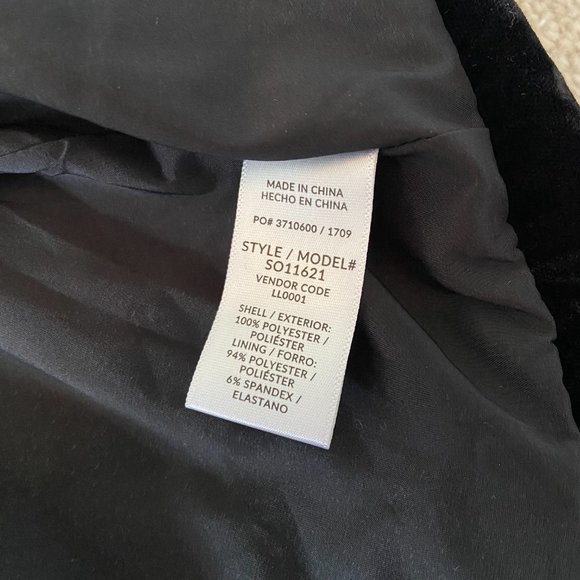 MADE IN CHINA
HECHO EN CHINA
PO# 3710600 / 1709
STYLE / MODEL#
SO11621
VENDOR CODE
LL0001
SHELL / EXTERIOR:
100% POLYESTER /
POLIÉSTER
LINING / FORRO:
94% POLYESTER /
POLIÉSTER
6% SPANDEX /
ELASTANO